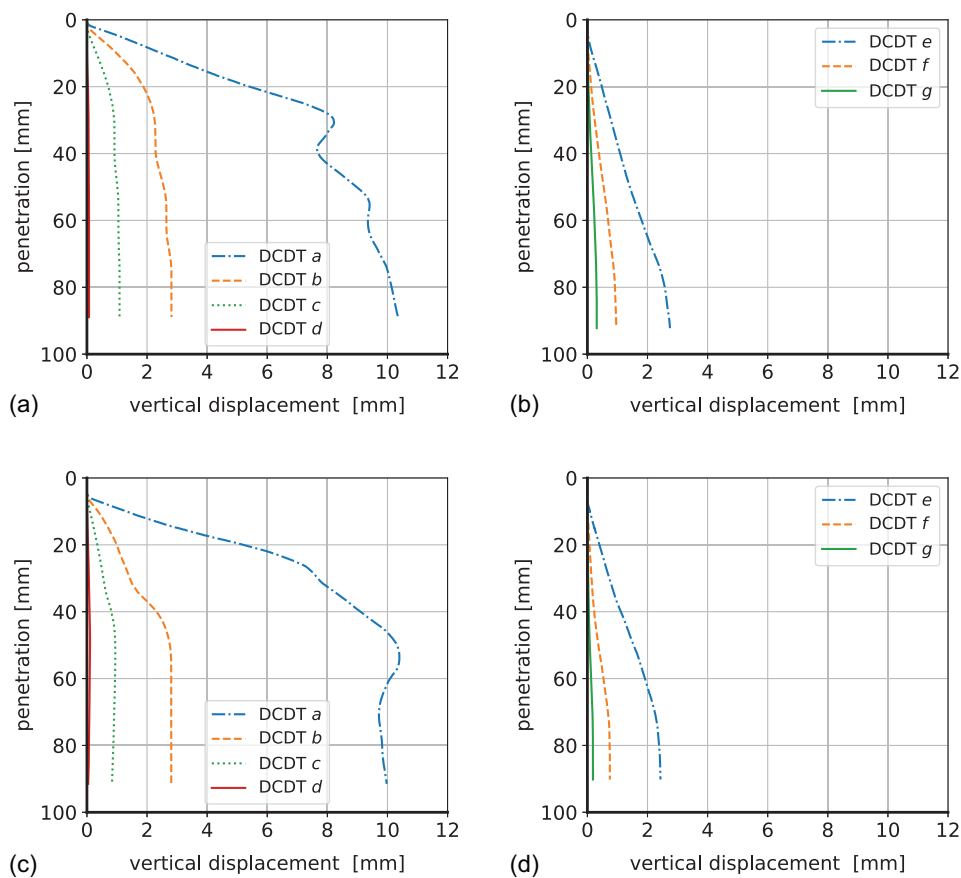 0
20
40
60
80
100
penetration [mm]
DCDT a
DCDT b
DCDT c
DCDT d
0 2 4 6 8 10 12
(a)
vertical displacement [mm]
0
20
40
60
80
100
penetration [mm]
DCDT e
DCDT f
DCDT g
0 2 4 6 8 10 12
(b)
vertical displacement [mm]
0
20
40
60
80
100
penetration [mm]
DCDT a
DCDT b
DCDT c
DCDT d
0 2 4 6 8 10 12
(c)
vertical displacement [mm]
0
20
40
60
80
100
penetration [mm]
DCDT e
DCDT f
DCDT g
0 2 4 6 8 10 12
(d)
vertical displacement [mm]